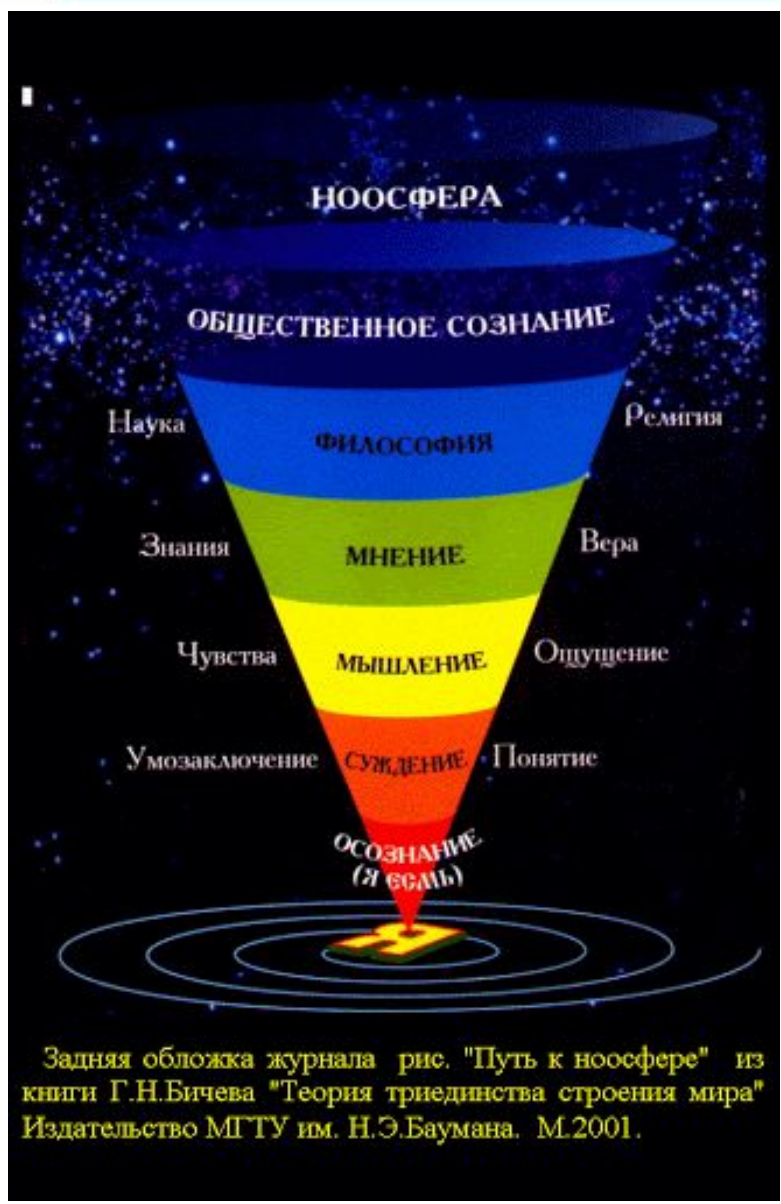 НООСФЕРА
ОБЩЕСТВЕННОЕ СОЗНАНИЕ
Наука
ФИЛОСОФИЯ
Религия
Знания
МНЕНИЕ
Вера
Чувства
МЫШЛЕНИЕ
Ощущение
Умозаключение
СУЖДЕНИЕ
Понятие
ОСОЗНАНИЕ
(Я ЕСМЬ)
Я
Задняя обложка журнала рис. "Путь к ноосфере" из
книги Г.Н.Бичева "Теория триединства строения мира"
Издательство МГТУ им. Н.Э.Баумана. М.2001.